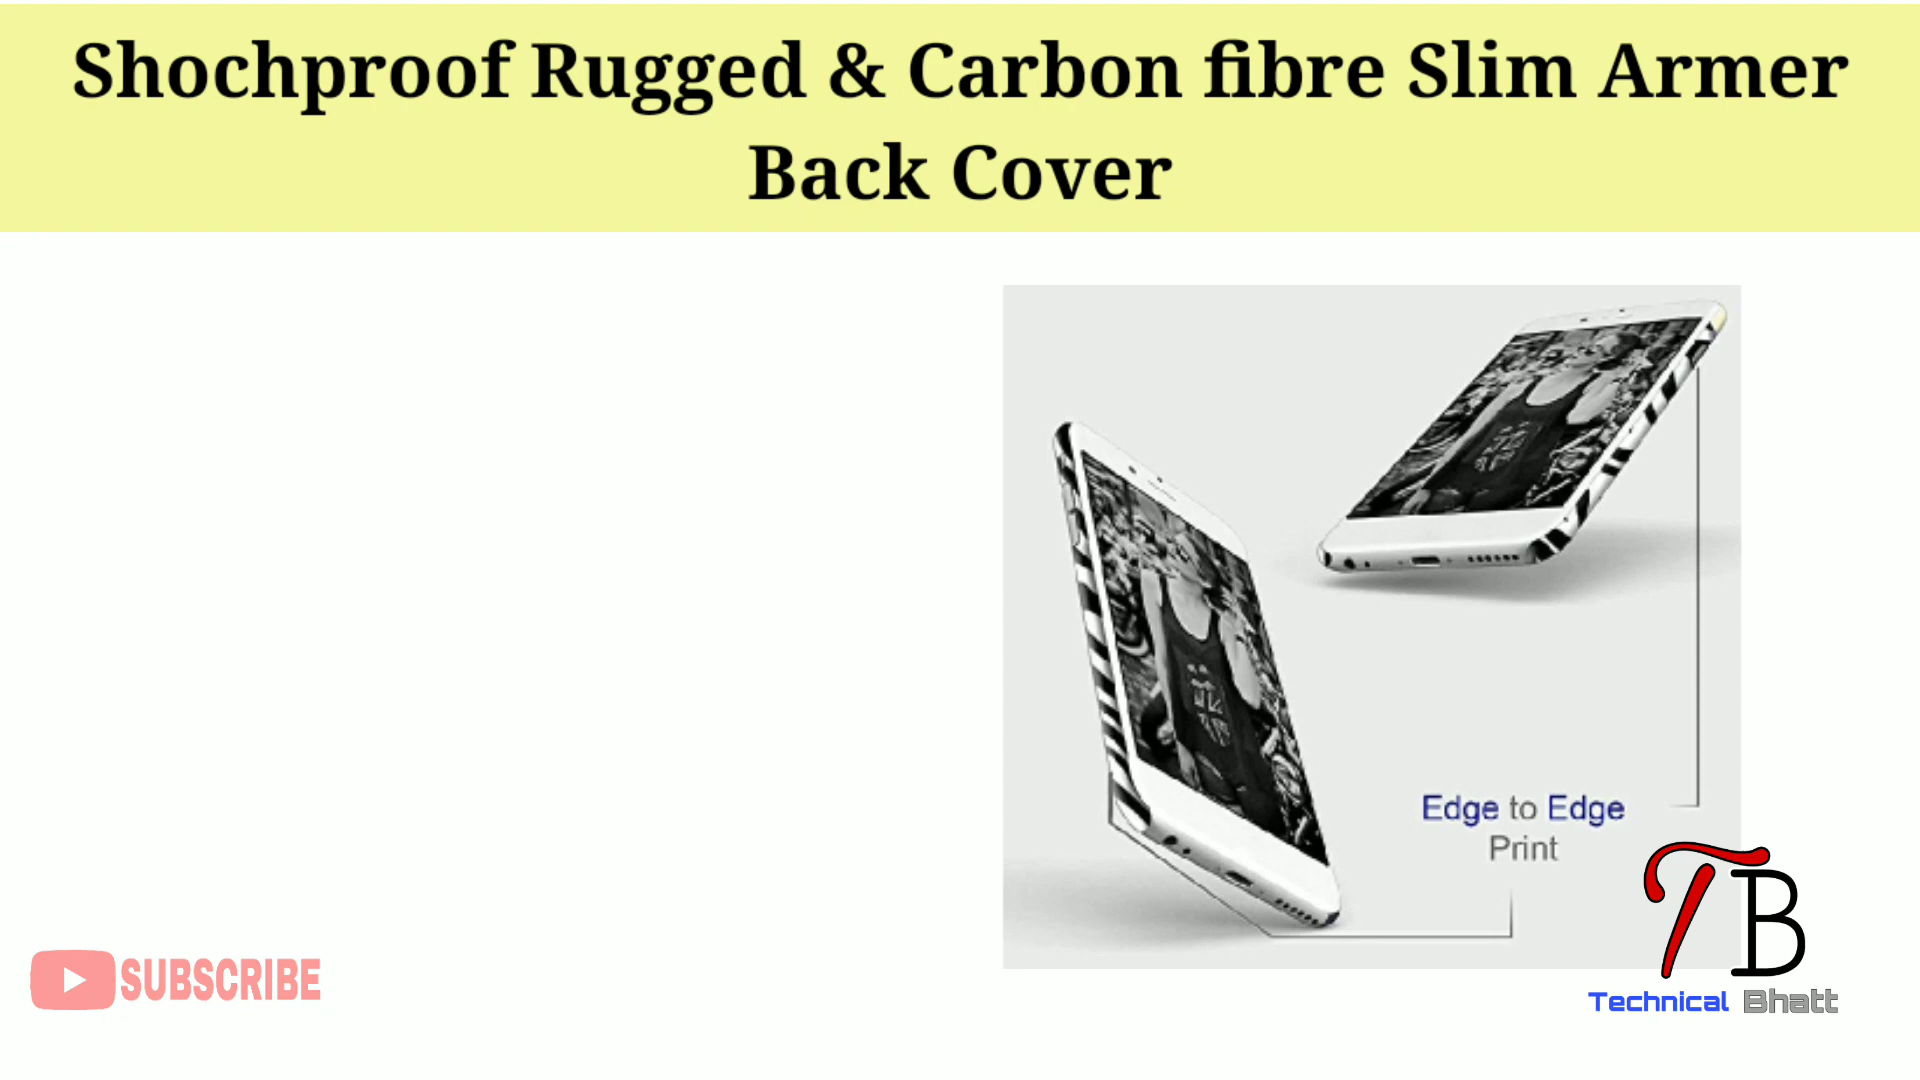 Shochproof Rugged & Carbon fibre Slim Armer
Back Cover
Edge to Edge
Print
SUBSCRIBE
TB
Technical Bhatt